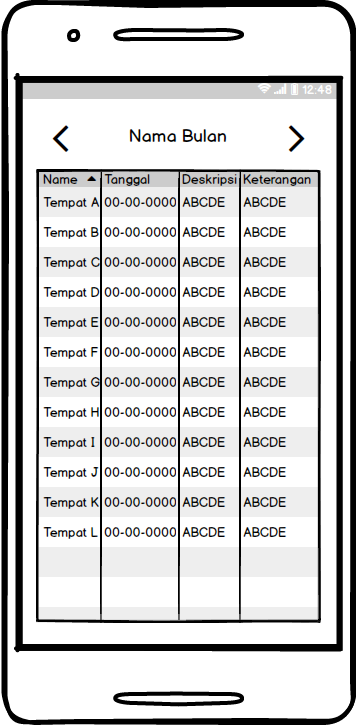 12:48
Nama Bulan
Name Tanggal Deskripsi Keterangan
Tempat A 00-00-0000 ABCDE ABCDE
Tempat B 00-00-0000 ABCDE ABCDE
Tempat C 00-00-0000 ABCDE ABCDE
Tempat D 00-00-0000 ABCDE ABCDE
Tempat E 00-00-0000 ABCDE ABCDE
Tempat F 00-00-0000 ABCDE ABCDE
Tempat G 00-00-0000 ABCDE ABCDE
Tempat H 00-00-0000 ABCDE ABCDE
Tempat I 00-00-0000 ABCDE ABCDE
Tempat J 00-00-0000 ABCDE ABCDE
Tempat K 00-00-0000 ABCDE ABCDE
Tempat L 00-00-0000 ABCDE ABCDE